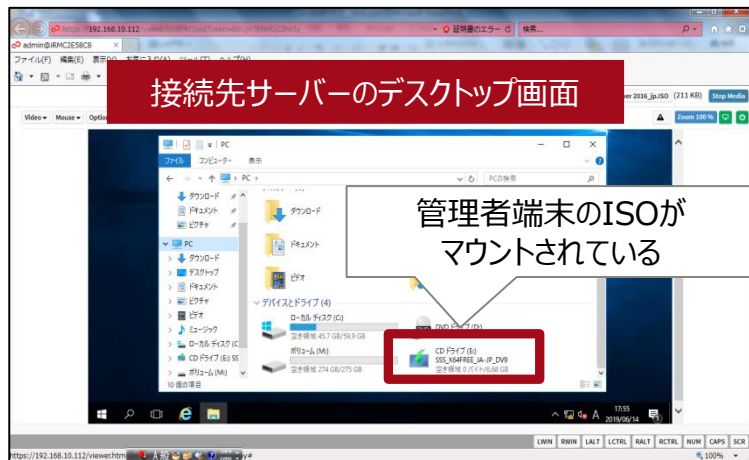 192.168.10.112
証明書のエラー
検索...
admin@iRMC2E58C8
ファイル(F) 編集(E)
接続先サーバーのデスクトップ画面
2016_jp.ISO (211 KB) Stop Media
Video Mouse
Zoom 100 %
PC
ファイル コンピューター 表示
PC
PCの検索
ダウンロード
ドキュメント
ピクチャ
PC
ダウンロード
デスクトップ
ドキュメント
ピクチャ
ビデオ
ミュージック
ローカル ディスク (C
CD ドライブ (E:) SS
ボリューム (M:)
10 個の項目
ダウンロード
ドキュメント
ビデオ
管理者端末のISOが
マウントされている
デバイスとドライブ (4)
ローカル ディスク (C:)
空き領域 45.7 GB/59.9 GB
ボリューム (M:)
空き領域 274 GB/275 GB
CD ドライブ (E:)
SSS_X64FREE_JA-JP_DV9
空き領域 0 バイト/6.68 GB
A
17:55
2019/06/14
LWIN RWIN LALT LCTRL RALT RCTRL NUM CAPS SCR
https://192.168.10.112/viewer.htm
100%